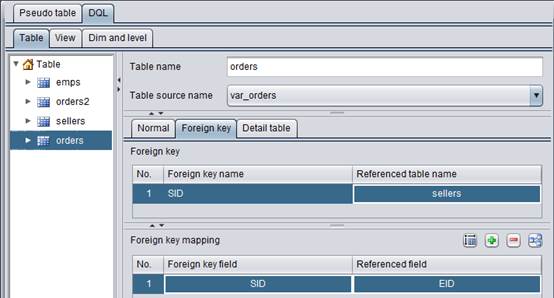 Pseudo table DQL
Table View Dim and level
Table
emps
orders2
sellers
orders
Table name orders
Table source name var_orders
Normal Foreign key Detail table
Foreign key
No. Foreign key name Referenced table name
1 SID sellers
Foreign key mapping
No. Foreign key field Referenced field
1 SID EID